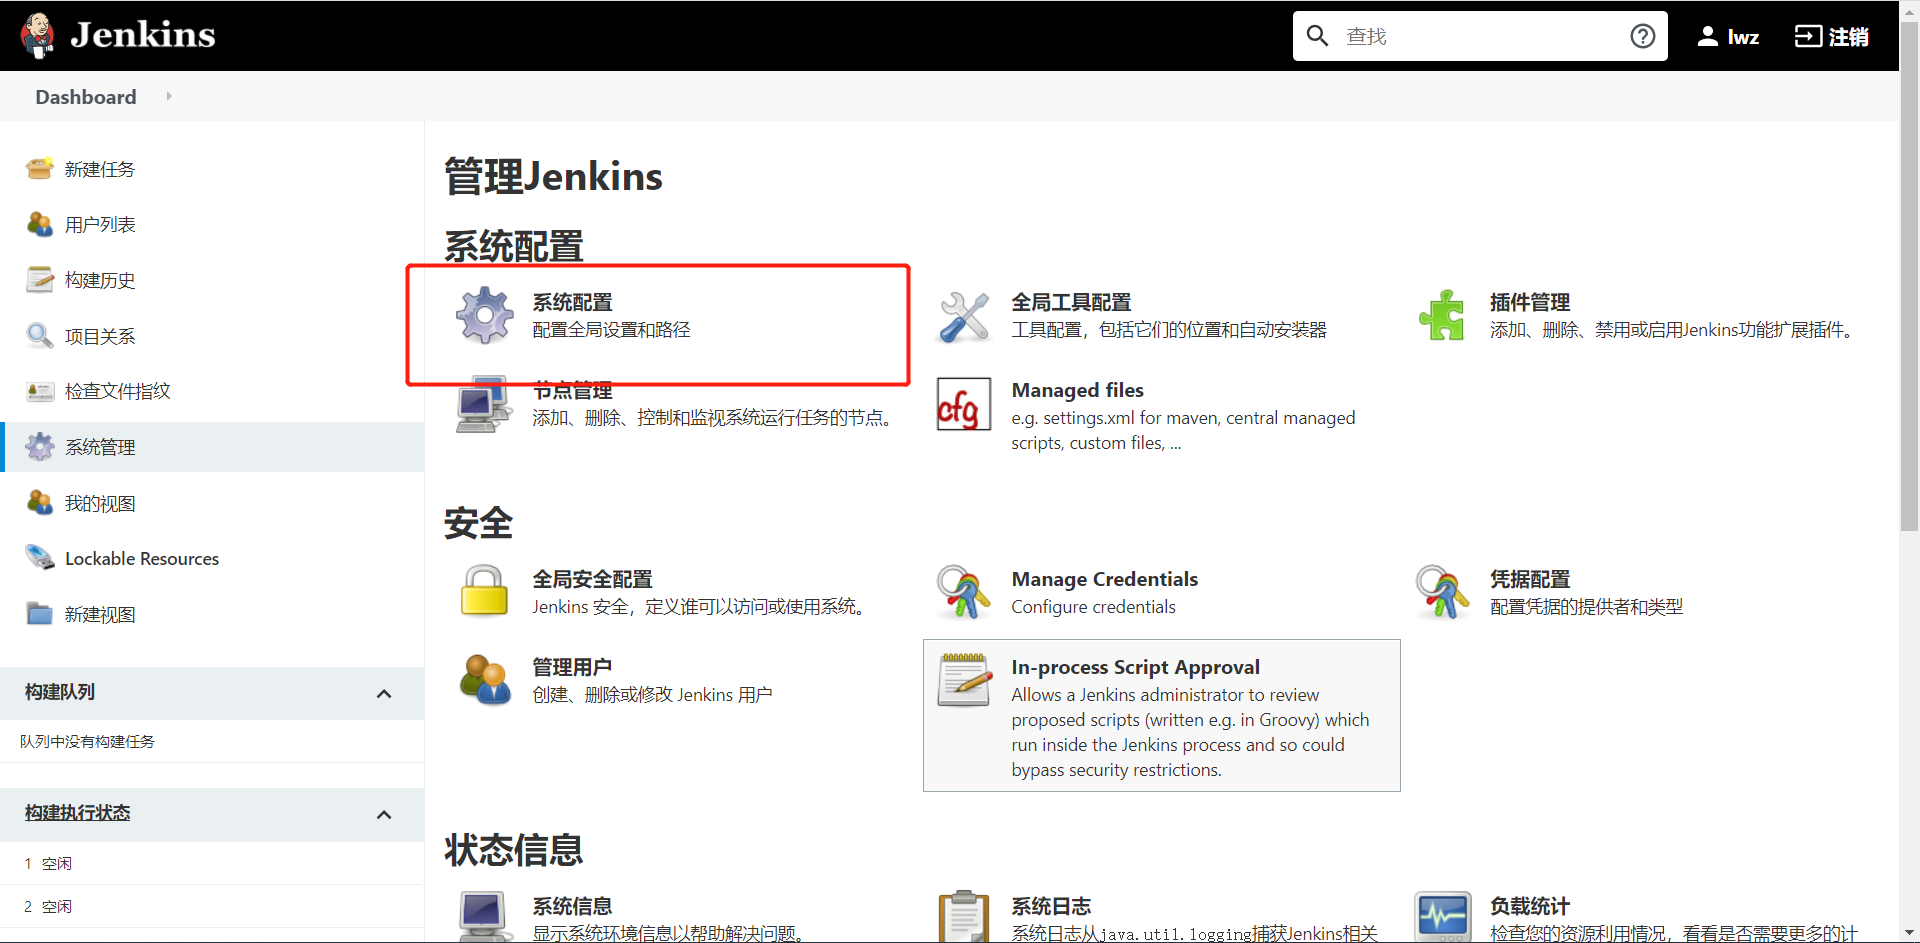 Jenkins
查找
lwz
注销
Dashboard
新建任务
用户列表
构建历史
项目关系
检查文件指纹
系统管理
我的视图
Lockable Resources
新建视图
构建队列
队列中没有构建任务
构建执行状态
1 空闲
2 空闲
管理Jenkins
系统配置
系统配置
配置全局设置和路径
全局工具配置
工具配置，包括它们的位置和自动安装器
插件管理
添加、删除、禁用或启用Jenkins功能扩展插件。
节点管理
添加、删除、控制和监视系统运行任务的节点。
cfg
Managed files
e.g. settings.xml for maven, central managed
scripts, custom files, ...
安全
全局安全配置
Jenkins 安全，定义谁可以访问或使用系统。
Manage Credentials
Configure credentials
凭据配置
配置凭据的提供者和类型
管理用户
创建、删除或修改 Jenkins 用户
In-process Script Approval
Allows a Jenkins administrator to review
proposed scripts (written e.g. in Groovy) which
run inside the Jenkins process and so could
bypass security restrictions.
状态信息
系统信息
显示系统环境信息以帮助解决问题。
系统日志
系统日志从java.util.logging捕获Jenkins相关
负载统计
检查您的资源利用情况，看看是否需要更多的计